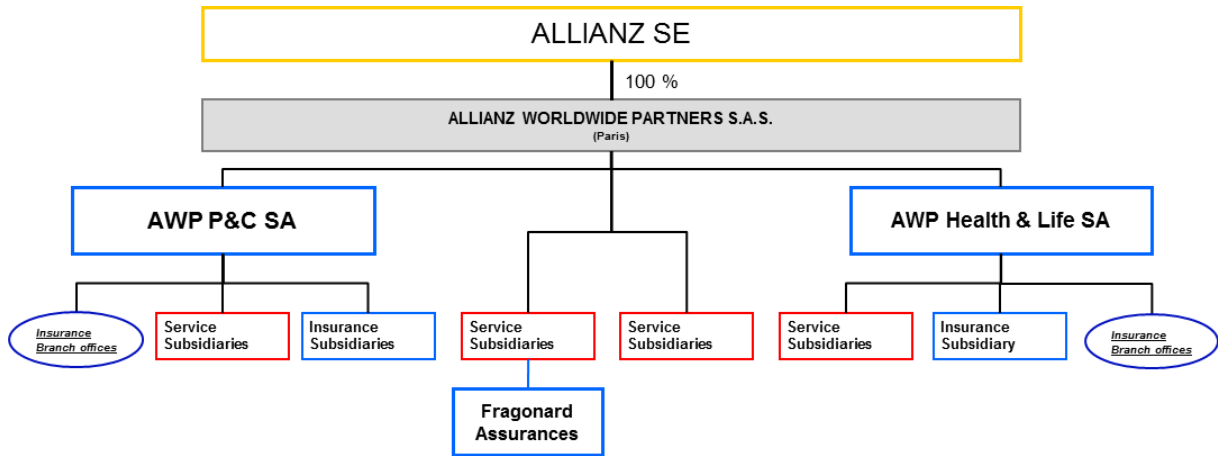 ALLIANZ SE
100 %
ALLIANZ WORLDWIDE PARTNERS S.A.S.
(Paris)
AWP P&C SA
AWP Health & Life SA
Insurance
Branch offices
Service
Subsidiaries
Insurance
Subsidiaries
Service
Subsidiaries
Service
Subsidiaries
Service
Subsidiaries
Insurance
Subsidiary
Insurance
Branch offices
Fragonard
Assurances